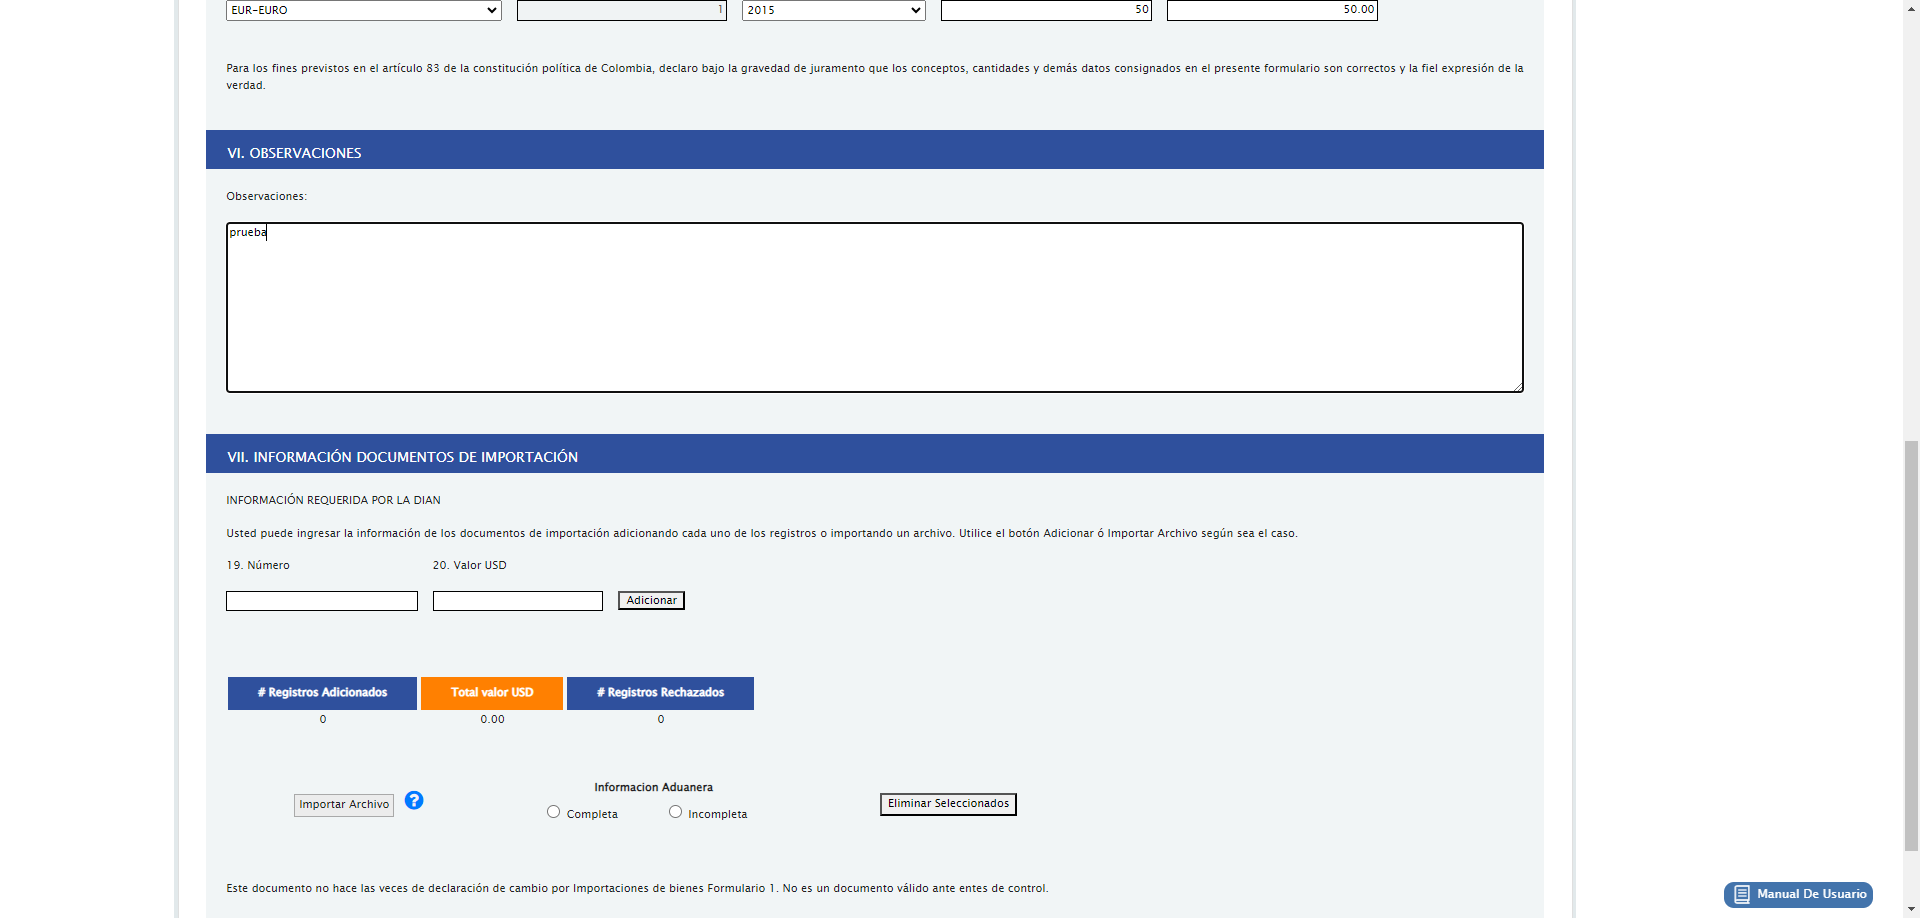 EUR-EURO 1 2015 50 50.00
Para los fines previstos en el artículo 83 de la constitución política de Colombia, declaro bajo la gravedad de juramento que los conceptos, cantidades y demás datos consignados en el presente formulario son correctos y la fiel expresión de la
verdad.
VI. OBSERVACIONES
Observaciones:
prueba
VII. INFORMACIÓN DOCUMENTOS DE IMPORTACIÓN
INFORMACIÓN REQUERIDA POR LA DIAN
Usted puede ingresar la información de los documentos de importación adicionando cada uno de los registros o importando un archivo. Utilice el botón Adicionar ó Importar Archivo según sea el caso.
19. Número 20. Valor USD
Adicionar
# Registros Adicionados Total valor USD # Registros Rechazados
0 0.00 0
Informacion Aduanera
Importar Archivo ? Completa Incompleta Eliminar Seleccionados
Este documento no hace las veces de declaración de cambio por Importaciones de bienes Formulario 1. No es un documento válido ante entes de control.
Manual De Usuario